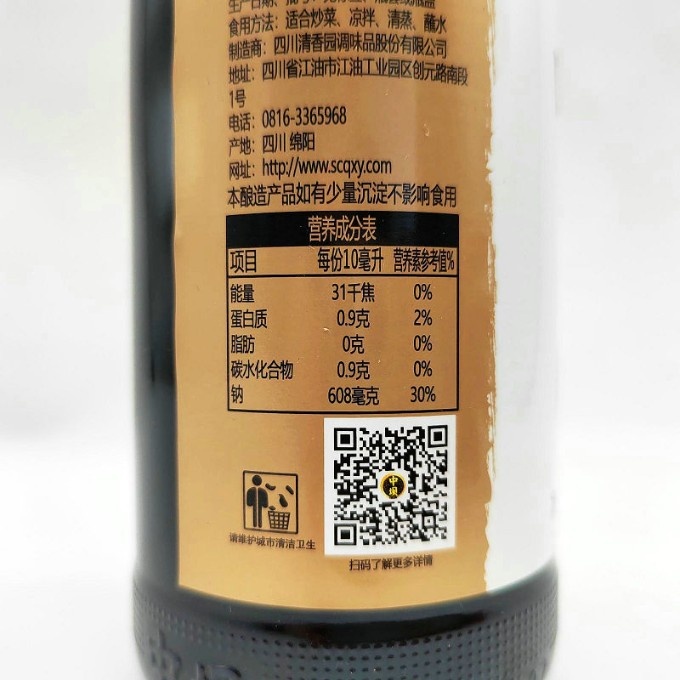 食用方法：适合炒菜、凉拌、清蒸、蘸水
制造商：四川清香园调味品股份有限公司
地址：四川省江油市江油工业园区创元路南段
1号
电话：0816-3365968
产地：四川 绵阳
网址：http://www.scqxy.com
本酿造产品如有少量沉淀不影响食用
营养成分表
项目 每份10毫升 营养素参考值%
能量 31千焦 0%
蛋白质 0.9克 2%
脂肪 0克 0%
碳水化合物 0.9克 0%
钠 608毫克 30%
中坝
请维护城市清洁卫生
扫码了解更多详情